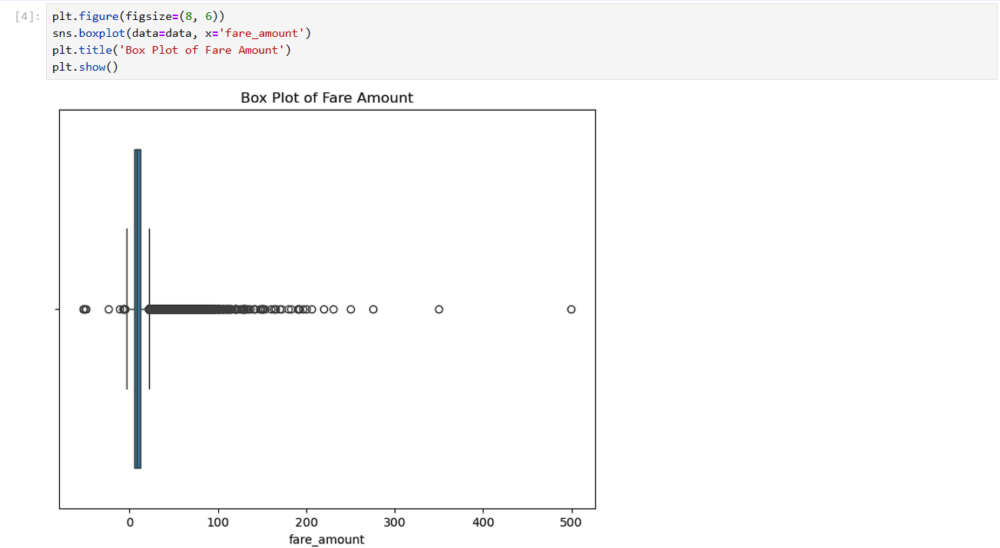 [4]:
plt.figure(figsize=(8, 6))
sns.boxplot(data=data, x='fare_amount')
plt.title('Box Plot of Fare Amount')
plt.show()
Box Plot of Fare Amount
0 100 200 300 400 500
fare_amount